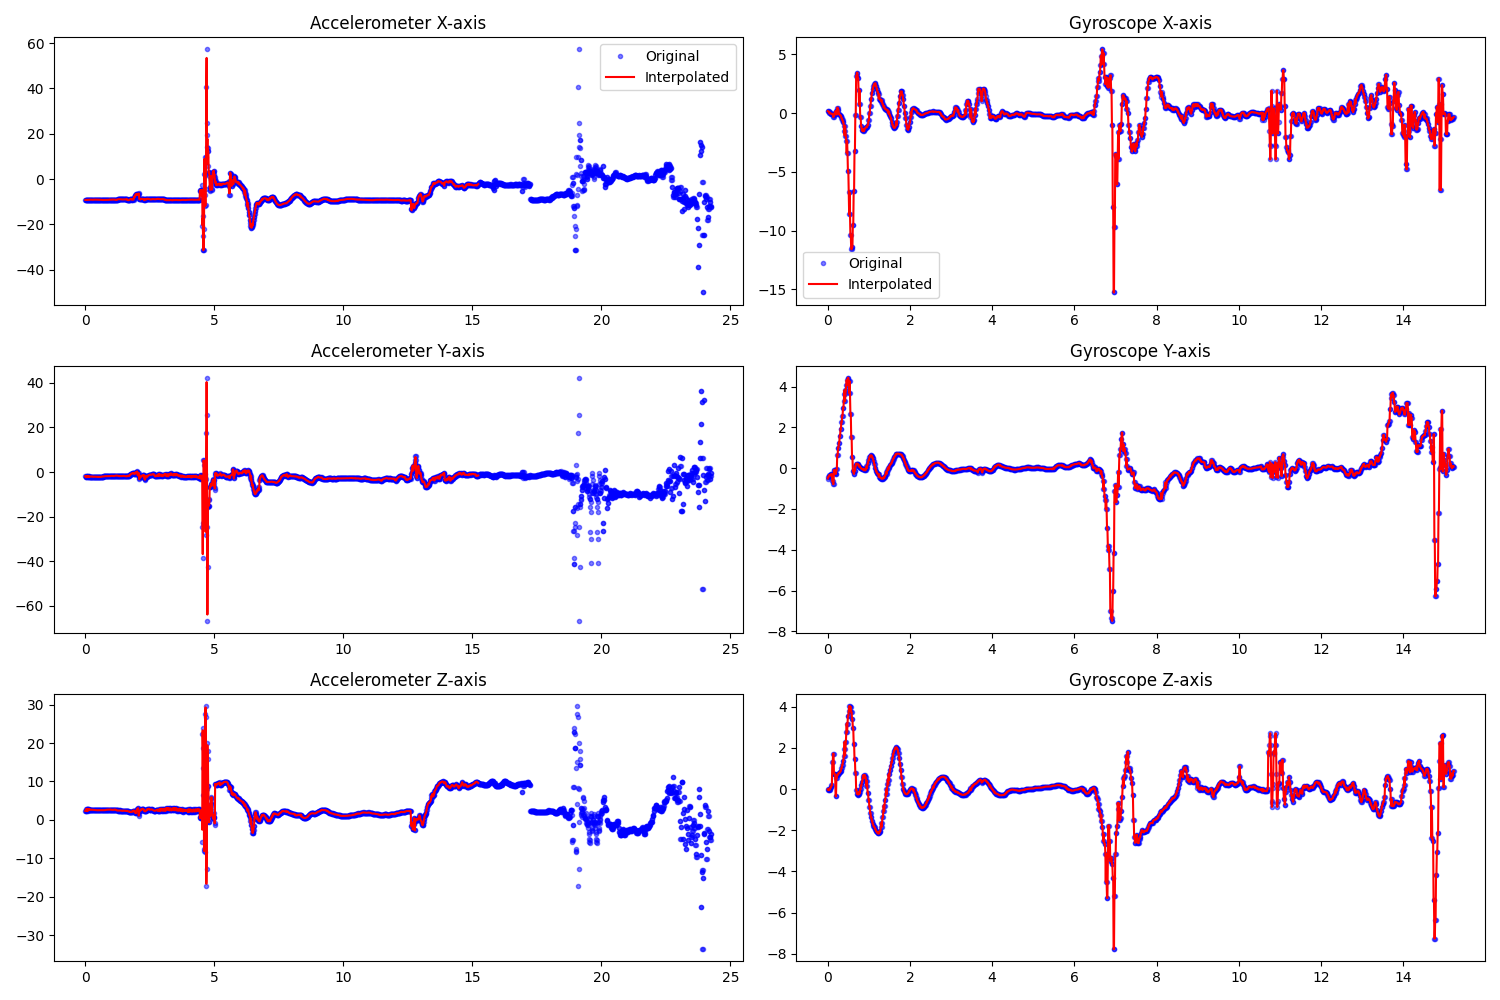 Accelerometer X-axis
60
40
20
0
−20
−40
0 5 10 15 20 25
Original
Interpolated
Gyroscope X-axis
5
0
−5
−10
−15
0 2 4 6 8 10 12 14
Original
Interpolated
Accelerometer Y-axis
40
20
0
−20
−40
−60
0 5 10 15 20 25
Gyroscope Y-axis
4
2
0
−2
−4
−6
−8
0 2 4 6 8 10 12 14
Accelerometer Z-axis
30
20
10
0
−10
−20
−30
0 5 10 15 20 25
Gyroscope Z-axis
4
2
0
−2
−4
−6
−8
0 2 4 6 8 10 12 14